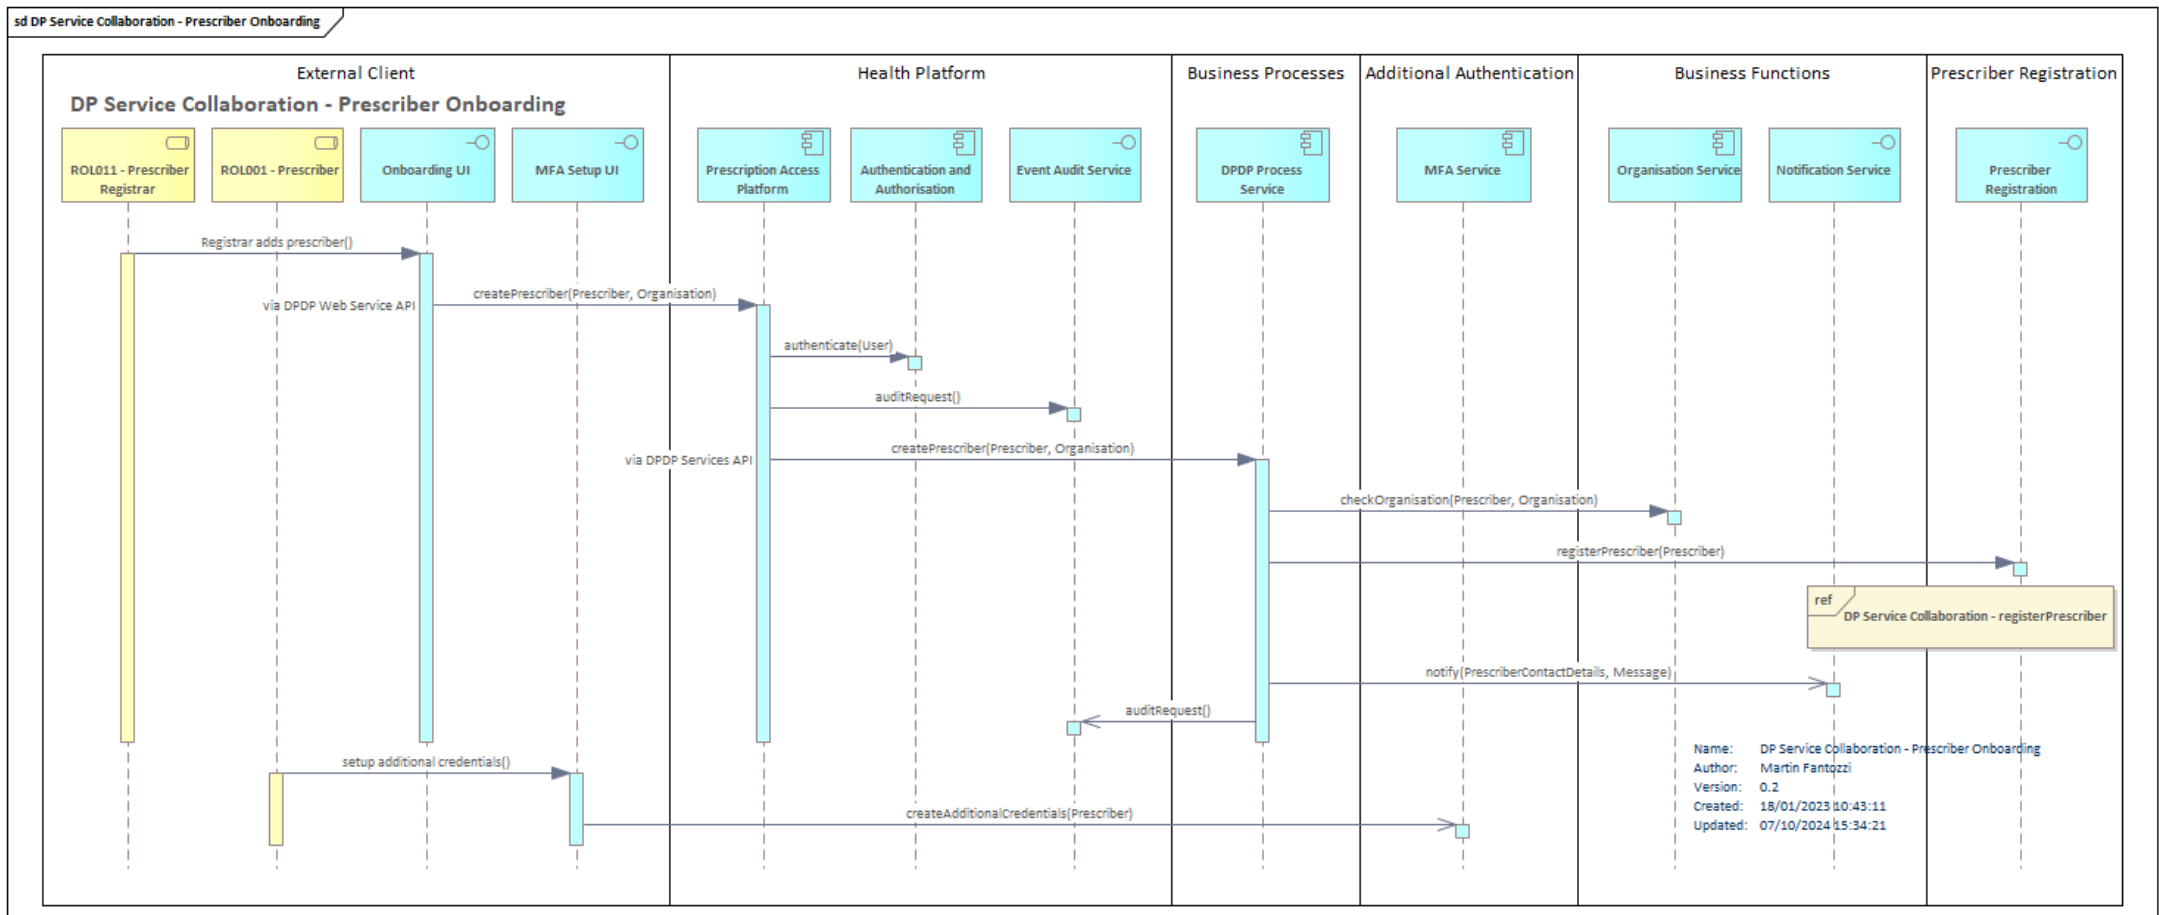 sd DP Service Collaboration - Prescriber Onboarding
External Client
Health Platform
Business Processes
Additional Authentication
Business Functions
Prescriber Registration
DP Service Collaboration - Prescriber Onboarding
ROL011 - Prescriber
Registrar
ROL001 - Prescriber
Onboarding UI
MFA Setup UI
Prescription Access
Platform
Authentication and
Authorisation
Event Audit Service
DPDP Process
Service
MFA Service
Organisation Service
Notification Service
Prescriber
Registration
Registrar adds prescriber()
via DPDP Web Service API
createPrescriber(Prescriber, Organisation)
authenticate(User)
auditRequest()
via DPDP Services API
createPrescriber(Prescriber, Organisation)
checkOrganisation(Prescriber, Organisation)
registerPrescriber(Prescriber)
ref
DP Service Collaboration - registerPrescriber
notify(PrescriberContactDetails, Message)
auditRequest()
setup additional credentials()
createAdditionalCredentials(Prescriber)
Name: DP Service Collaboration - Prescriber Onboarding
Author: Martin Fantozzi
Version: 0.2
Created: 18/01/2023 10:43:11
Updated: 07/10/2024 15:34:21